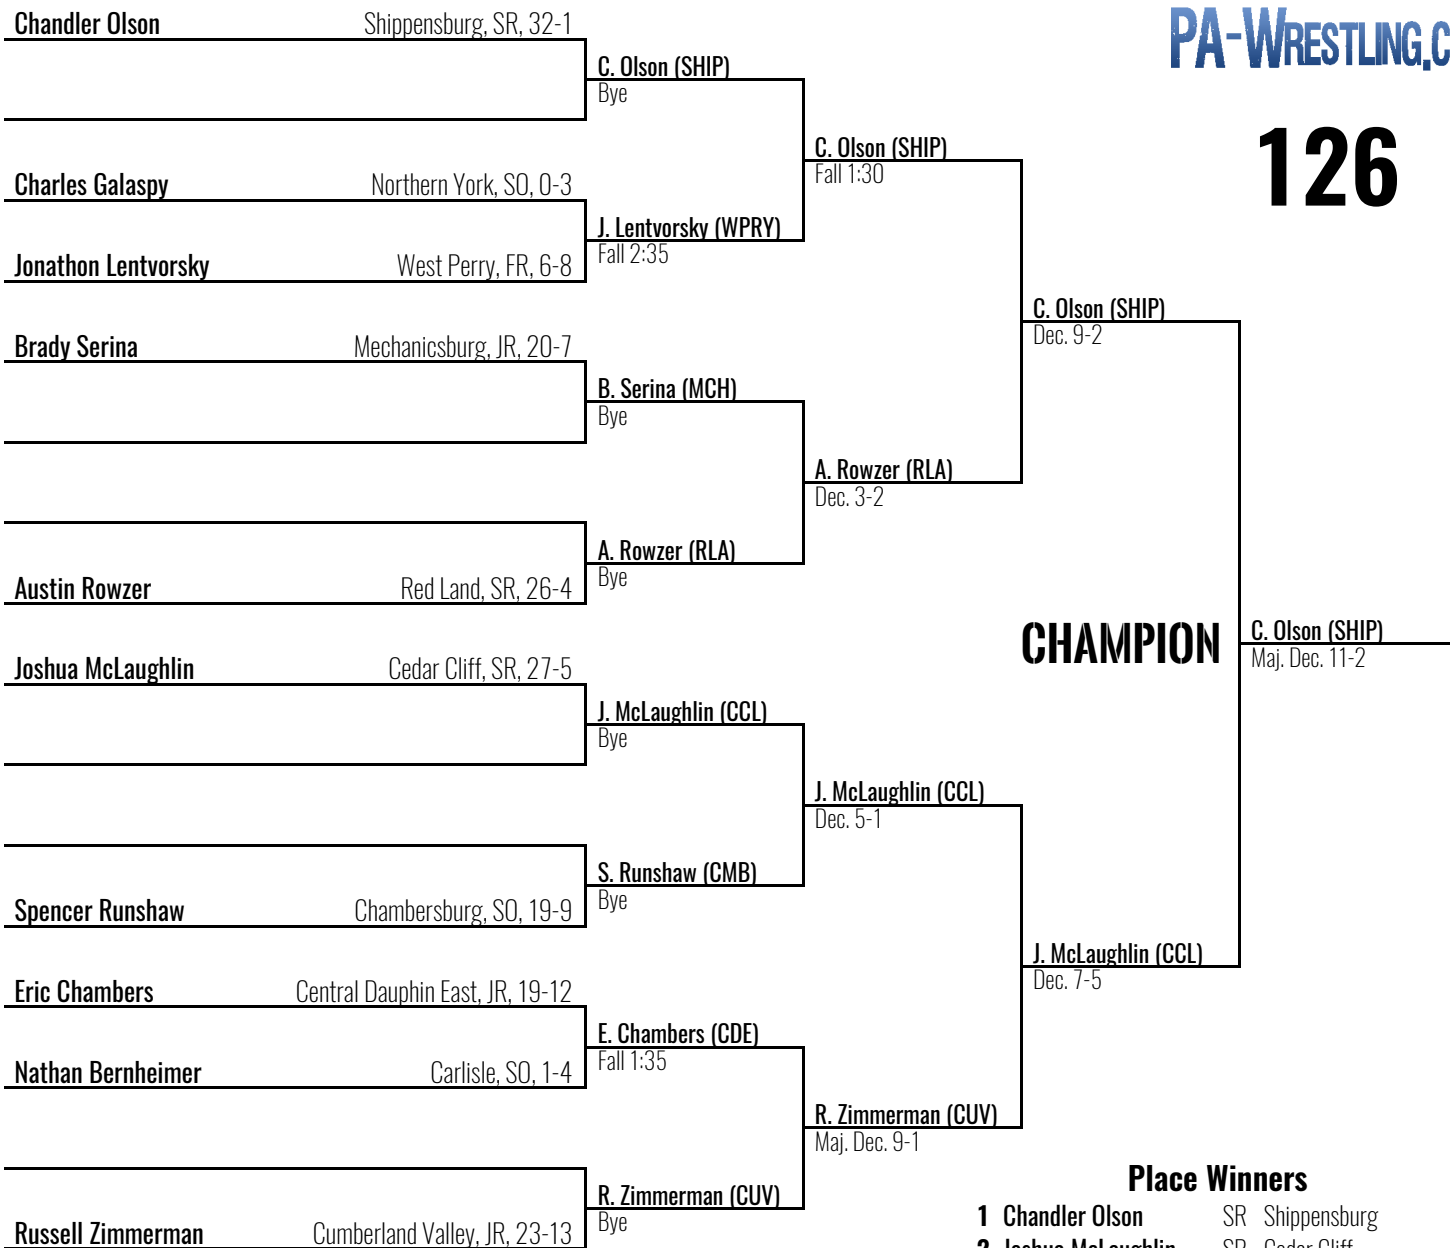 Chandler Olson Shippensburg, SR, 32-1
PA-WRESTLING.C
C. Olson (SHIP)
Bye
C. Olson (SHIP)
Fall 1:30
126
Charles Galaspy Northern York, SO, 0-3
J. Lentvorsky (WPRY)
Fall 2:35
Jonathon Lentvorsky West Perry, FR, 6-8
C. Olson (SHIP)
Dec. 9-2
Brady Serina Mechanicsburg, JR, 20-7
B. Serina (MCH)
Bye
A. Rowzer (RLA)
Dec. 3-2
A. Rowzer (RLA)
Bye
Austin Rowzer Red Land, SR, 26-4
CHAMPION
C. Olson (SHIP)
Maj. Dec. 11-2
Joshua McLaughlin Cedar Cliff, SR, 27-5
J. McLaughlin (CCL)
Bye
J. McLaughlin (CCL)
Dec. 5-1
S. Runshaw (CMB)
Bye
Spencer Runshaw Chambersburg, SO, 19-9
J. McLaughlin (CCL)
Dec. 7-5
Eric Chambers Central Dauphin East, JR, 19-12
E. Chambers (CDE)
Fall 1:35
Nathan Bernheimer Carlisle, SO, 1-4
R. Zimmerman (CUV)
Maj. Dec. 9-1
Place Winners
R. Zimmerman (CUV)
Bye
1 Chandler Olson SR Shippensburg
Russell Zimmerman Cumberland Valley, JR, 23-13
2 Joshua McLaughlin SR Cedar Cliff